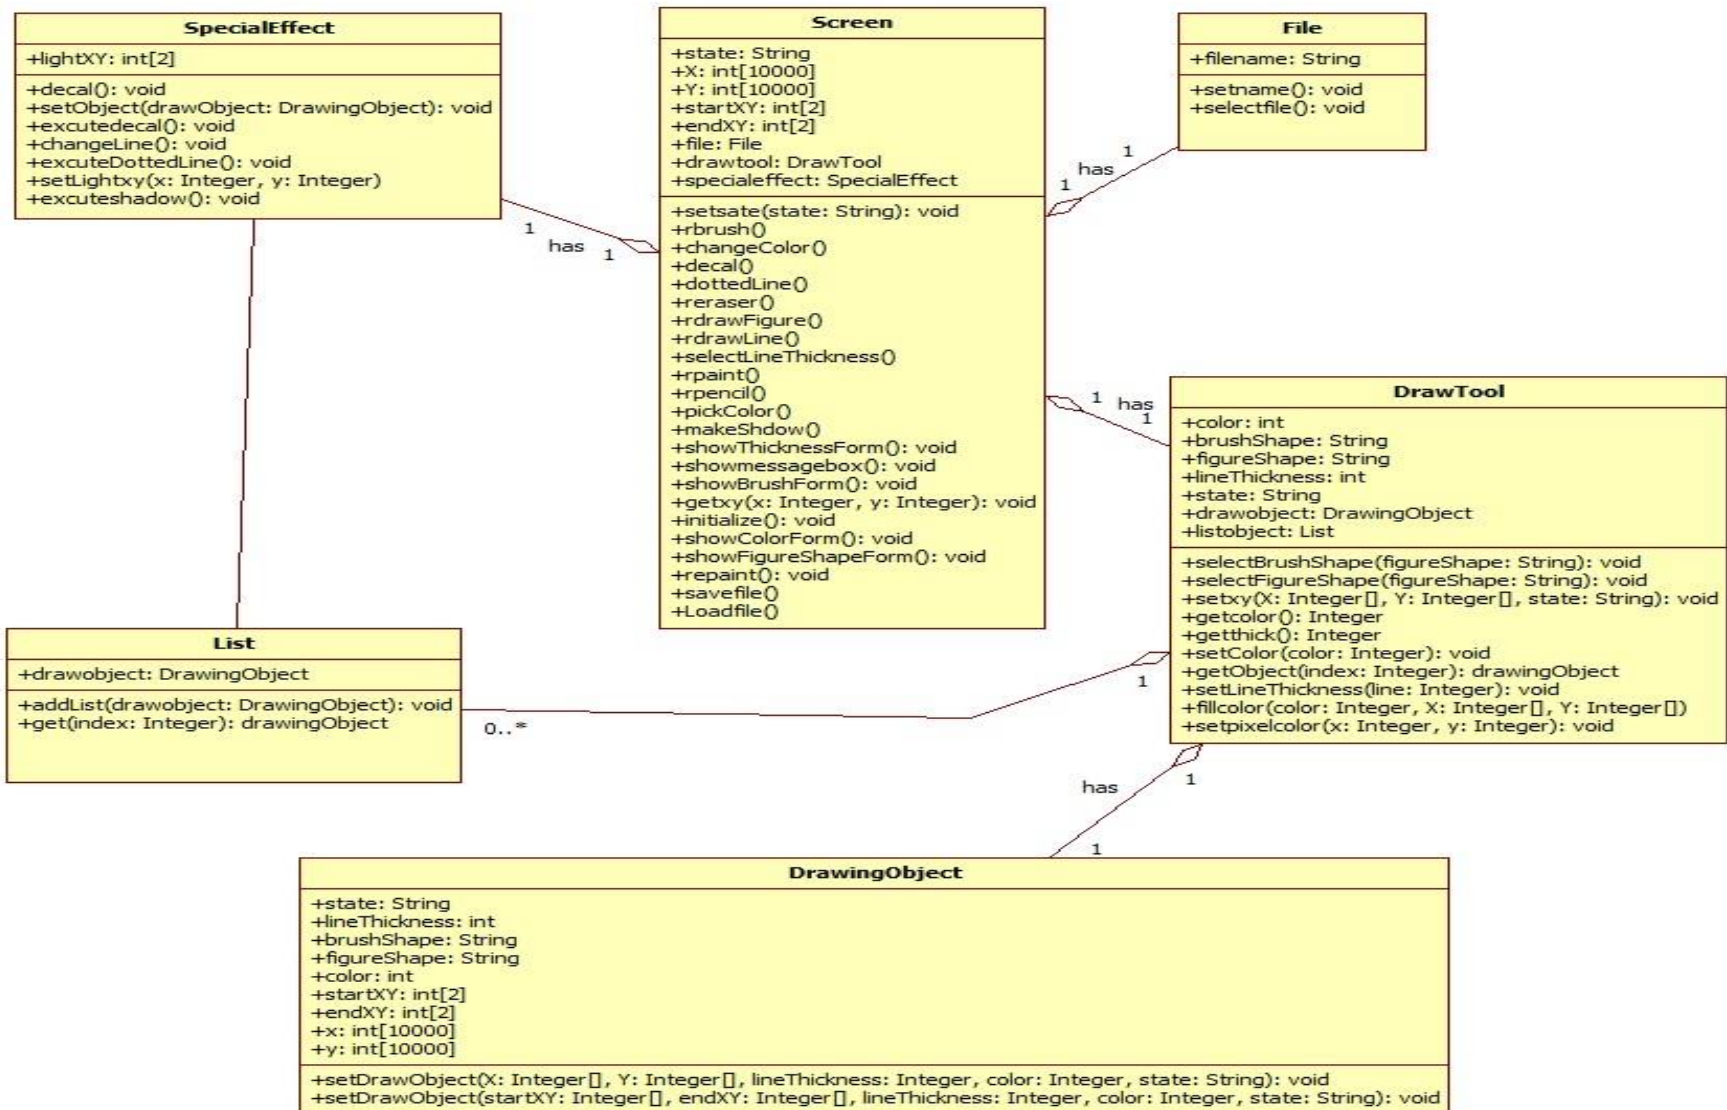 SpecialEffect
+lightXY: int[2]
+decal(): void
+setObject(drawObject: DrawingObject): void
+excutedecal(): void
+changeLine(): void
+excuteDottedLine(): void
+setLightxy(x: Integer, y: Integer)
+excuteshadow(): void
Screen
+state: String
+X: int[10000]
+Y: int[10000]
+startXY: int[2]
+endXY: int[2]
+file: File
+drawtool: DrawTool
+specialeffect: SpecialEffect
+setsate(state: String): void
+rbrush()
+changeColor()
+decal()
+dottedLine()
+reraser()
+rdrawFigure()
+rdrawLine()
+selectLineThickness()
+rpaint()
+rpencil()
+pickColor()
+makeShdow()
+showThicknessForm(): void
+showmessagebox(): void
+showBrushForm(): void
+getxy(x: Integer, y: Integer): void
+initialize(): void
+showColorForm(): void
+showFigureShapeForm(): void
+repaint(): void
+savefile()
+Loadfile()
File
+filename: String
+setname(): void
+selectfile(): void
1
has
1
1
has
1
1
has
1
DrawTool
+color: int
+brushShape: String
+figureShape: String
+lineThickness: int
+state: String
+drawobject: DrawingObject
+listobject: List
+selectBrushShape(figureShape: String): void
+selectFigureShape(figureShape: String): void
+setxy(X: Integer[], Y: Integer[], state: String): void
+getcolor(): Integer
+getthick(): Integer
+setColor(color: Integer): void
+getObject(index: Integer): drawingObject
+setLineThickness(line: Integer): void
+fillcolor(color: Integer, X: Integer[], Y: Integer[])
+setpixelcolor(x: Integer, y: Integer): void
List
+drawobject: DrawingObject
+addList(drawobject: DrawingObject): void
+get(index: Integer): drawingObject
0..*
1
has
1
1
DrawingObject
+state: String
+lineThickness: int
+brushShape: String
+figureShape: String
+color: int
+startXY: int[2]
+endXY: int[2]
+x: int[10000]
+y: int[10000]
+setDrawObject(X: Integer[], Y: Integer[], lineThickness: Integer, color: Integer, state: String): void
+setDrawObject(startXY: Integer[], endXY: Integer[], lineThickness: Integer, color: Integer, state: String): void